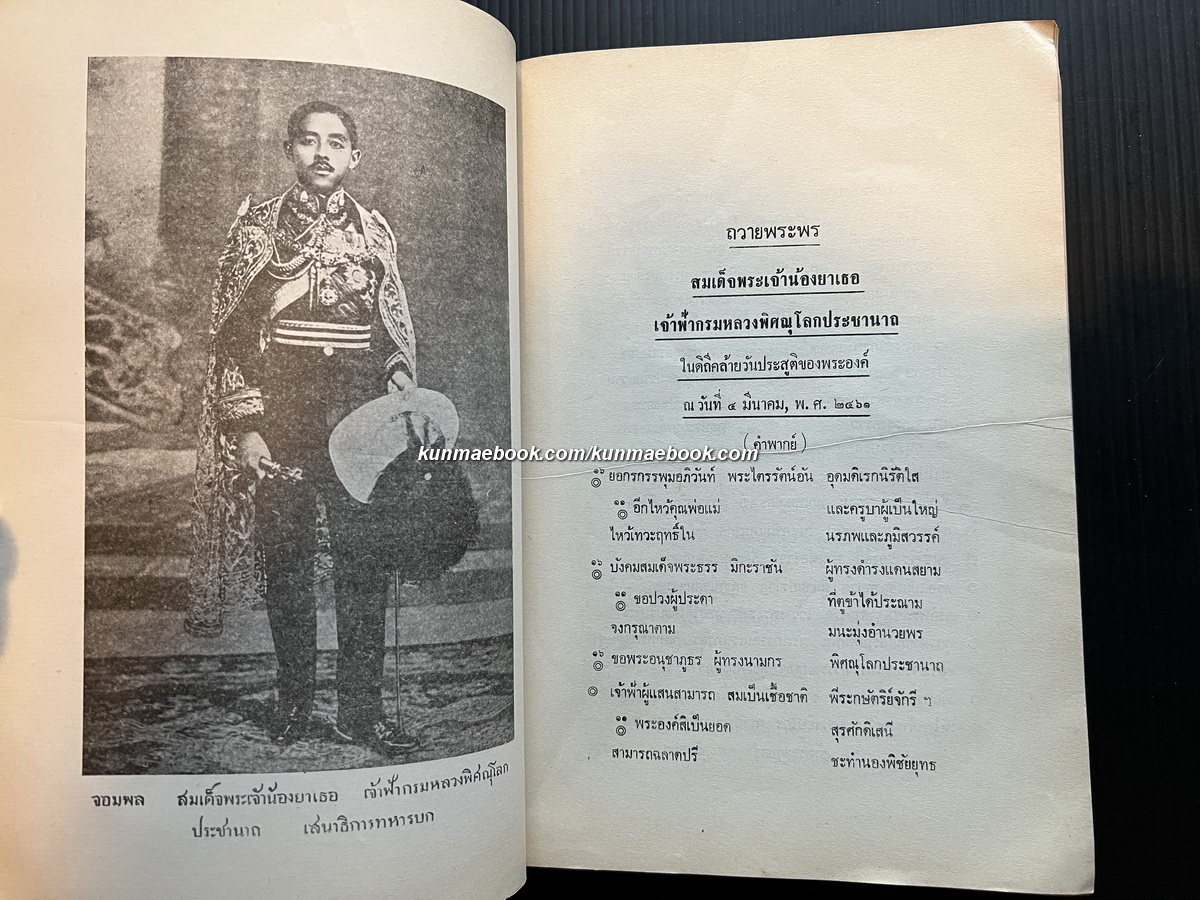 จอมพล สมเด็จพระเจ้าน้องยาเธอ เจ้าฟ้ากรมหลวงพิศณุโลก
ประชานาถ เสนาธิการทหารบก
ถวายพระพร
สมเด็จพระเจ้าน้องยาเธอ
เจ้าฟ้ากรมหลวงพิศณุโลกประชานาถ
ในดิถีคล้ายวันประสูติของพระองค์
ณ วันที่ ๔ มีนาคม, พ. ศ. ๒๔๖๑
(คำพากย์)
kunmaebook.com/kunmaebook.com
๑๖ ๏ ยอกรกรรพุมอภิวันท์ พระไตรรัตน์อัน อุดมดิเรกนิรัติใส
๑๑ ๏ อีกไหว้คุณพ่อแม่ และครูบาผู้เป็นใหญ่
ไหว้เทวะฤทธิ์ใน นรภพและภูมิสวรรค์
๑๖ ๏ บังคมสมเด็จพระธรร มิกะราชัน ผู้ทรงดำรงแดนสยาม
๑๑ ๏ ขอปวงผู้ประดา ที่ตูข้าได้ประณาม
จงกรุณาตาม มนะมุ่งอำนวยพร
๑๖ ๏ ขอพระอนุชาภูธร ผู้ทรงนามกร พิศณุโลกประชานาถ
๏ เจ้าฟ้าผู้แสนสามารถ สมเป็นเชื้อชาติ พีระกษัตริย์จักรี ฯ
๑๑ ๏ พระองค์สิเป็นยอด สุรศักดิเสนี
สามารถฉลาดปรี ชะทำนองพิชัยยุทธ